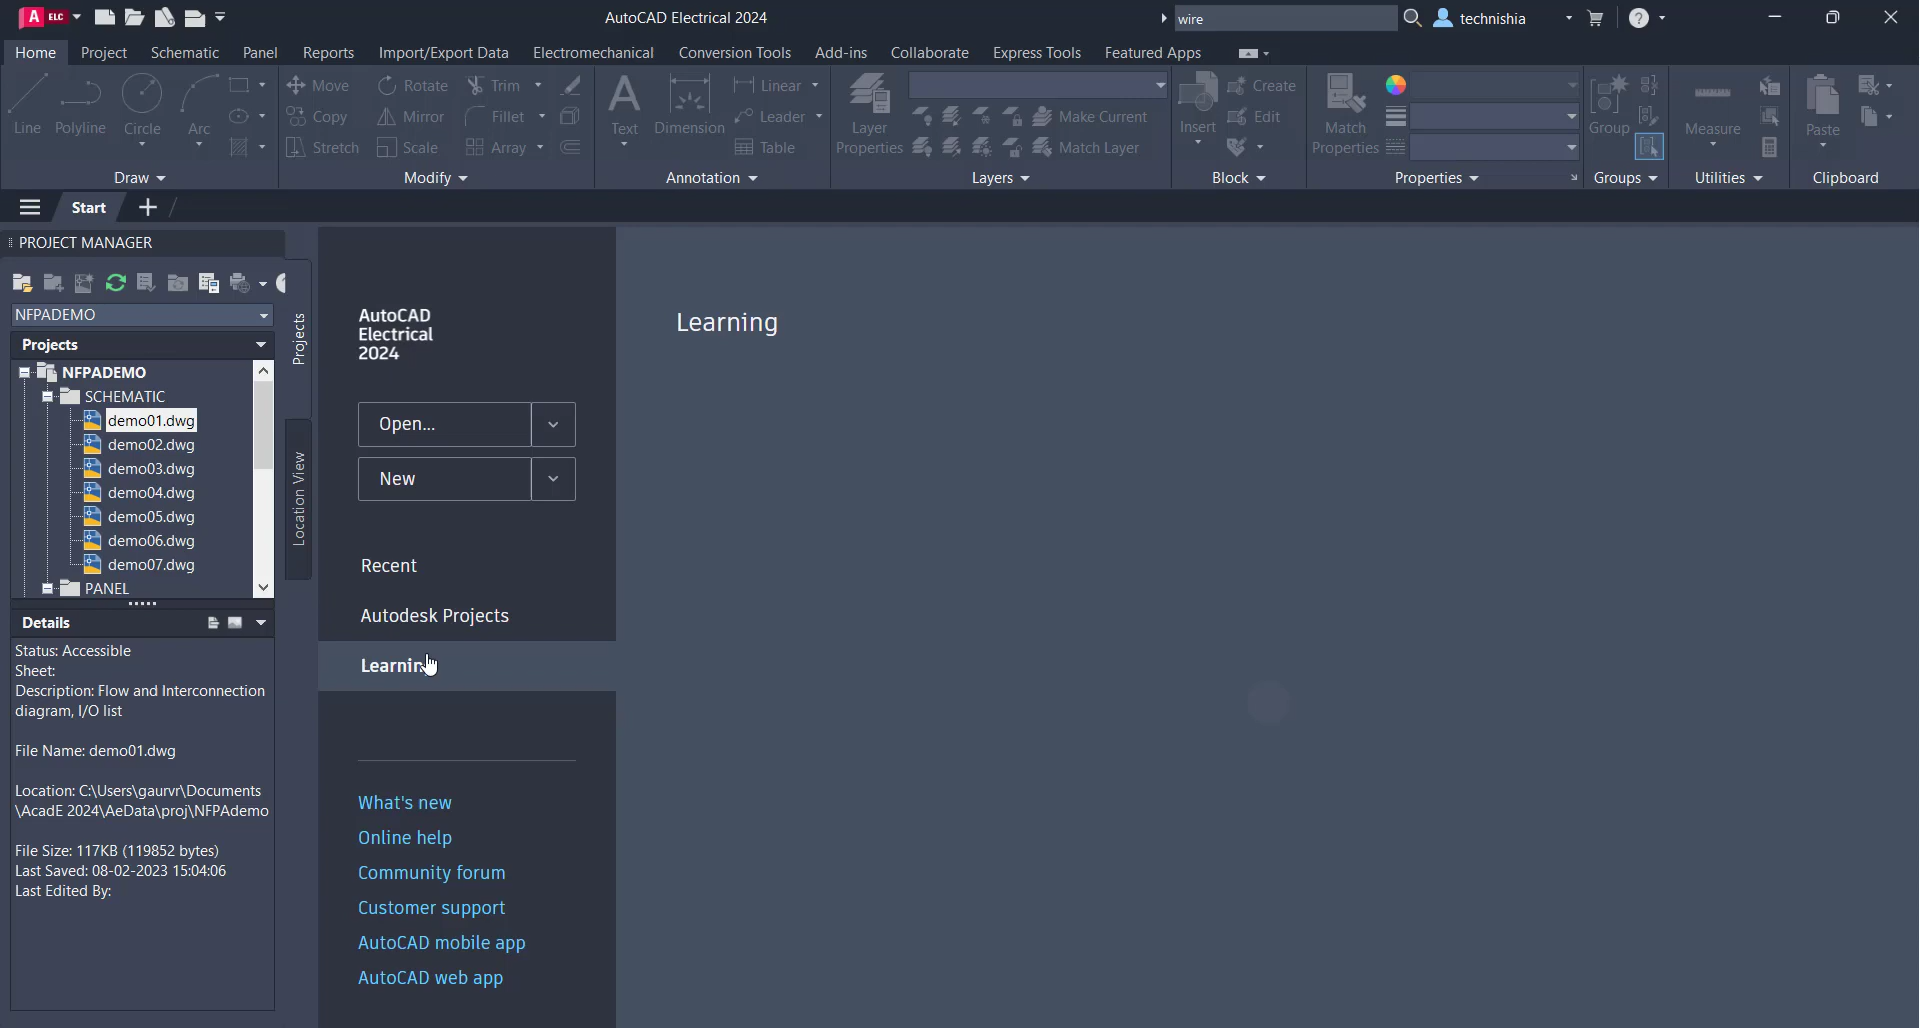 A ELC
AutoCAD Electrical 2024
wire
technishia
Home Project Schematic Panel Reports Import/Export Data Electromechanical Conversion Tools Add-ins Collaborate Express Tools Featured Apps
Line Polyline Circle Arc
Move Rotate Trim
Copy Mirror Fillet
Stretch Scale Array
Text Dimension
Linear
Leader
Table
Layer Properties
Make Current
Match Layer
Insert
Create
Edit
Match Properties
Group
Measure
Paste
Draw Modify Annotation Layers Block Properties Groups Utilities Clipboard
Start
PROJECT MANAGER
NFPADEMO
Projects
NFPADEMO
SCHEMATIC
demo01.dwg
demo02.dwg
demo03.dwg
demo04.dwg
demo05.dwg
demo06.dwg
demo07.dwg
PANEL
Projects
Location View
Details
Status: Accessible
Sheet:
Description: Flow and Interconnection
diagram, I/O list
File Name: demo01.dwg
Location: C:\Users\gaurvr\Documents
\AcadE 2024\AeData\proj\NFPAdemo
File Size: 117KB (119852 bytes)
Last Saved: 08-02-2023 15:04:06
Last Edited By:
AutoCAD
Electrical
2024
Open...
New
Recent
Autodesk Projects
Learning
What's new
Online help
Community forum
Customer support
AutoCAD mobile app
AutoCAD web app
Learning